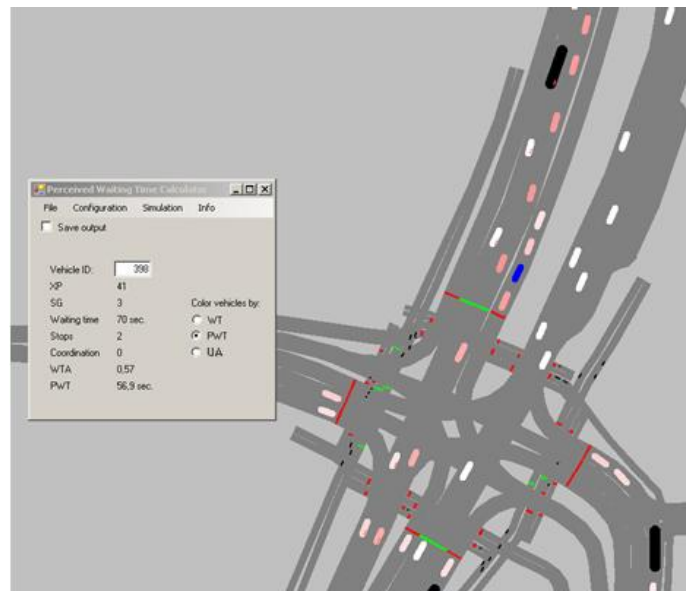 Perceived Waiting Time Calculator
File Configuration Simulation Info
Save output
Vehicle ID: 398
XP 41
SG 3 Color vehicles by:
Waiting time 70 sec. WT
Stops 2 PWT
Coordination 0 UA
WTA 0,57
PWT 56,9 sec.